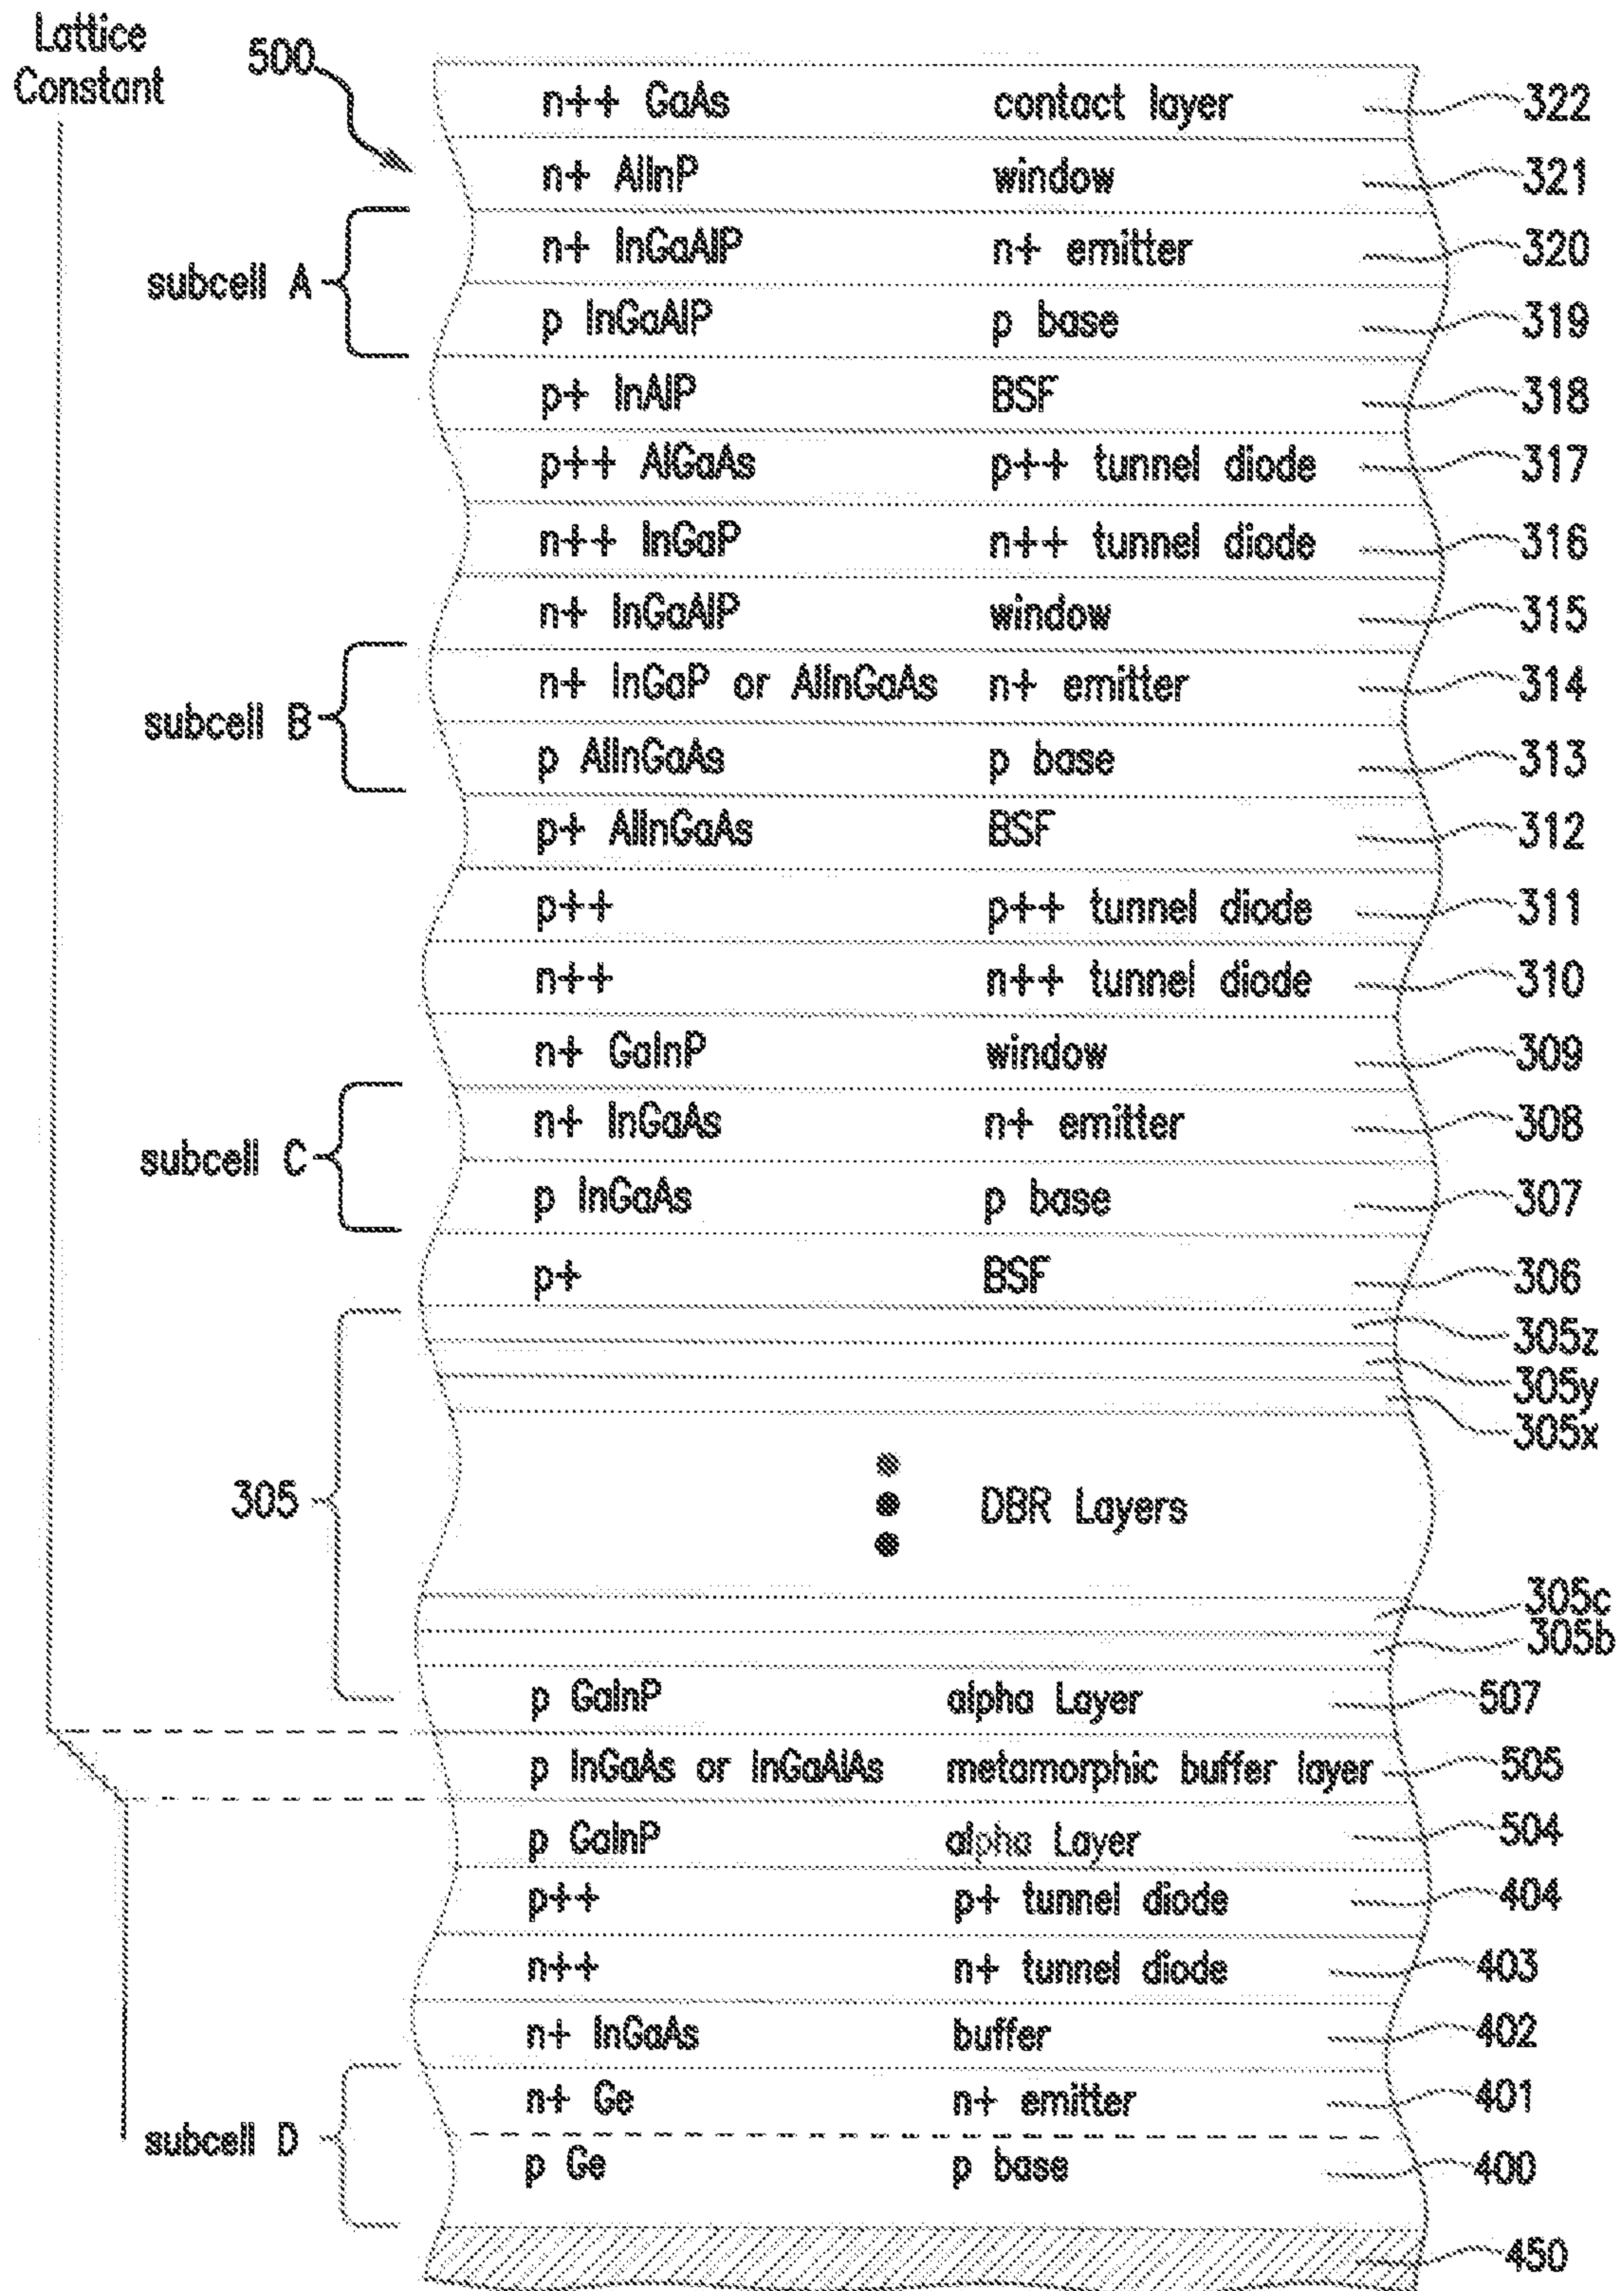 Lattice
Constant
500
n++ GaAs contact layer 322
n+ AlInP window 321
n+ InGaAlP n+ emitter 320
subcell A
p InGaAlP p base 319
p+ InAlP BSF 318
p++ AlGaAs p++ tunnel diode 317
n++ InGaP n++ tunnel diode 316
n+ InGaAlP window 315
n+ InGaP or AlInGaAs n+ emitter 314
subcell B
p AlInGaAs p base 313
p+ AlInGaAs BSF 312
p++ p++ tunnel diode 311
n++ n++ tunnel diode 310
n+ GaInP window 309
n+ InGaAs n+ emitter 308
subcell C
p InGaAs p base 307
p+ BSF 306
305z
305y
305x
305 DBR Layers
305c
305b
p GaInP alpha Layer 507
p InGaAs or InGaAlAs metamorphic buffer layer 505
p GaInP alpha Layer 504
p++ p+ tunnel diode 404
n++ n+ tunnel diode 403
n+ InGaAs buffer 402
n+ Ge n+ emitter 401
subcell D
p Ge p base 400
450